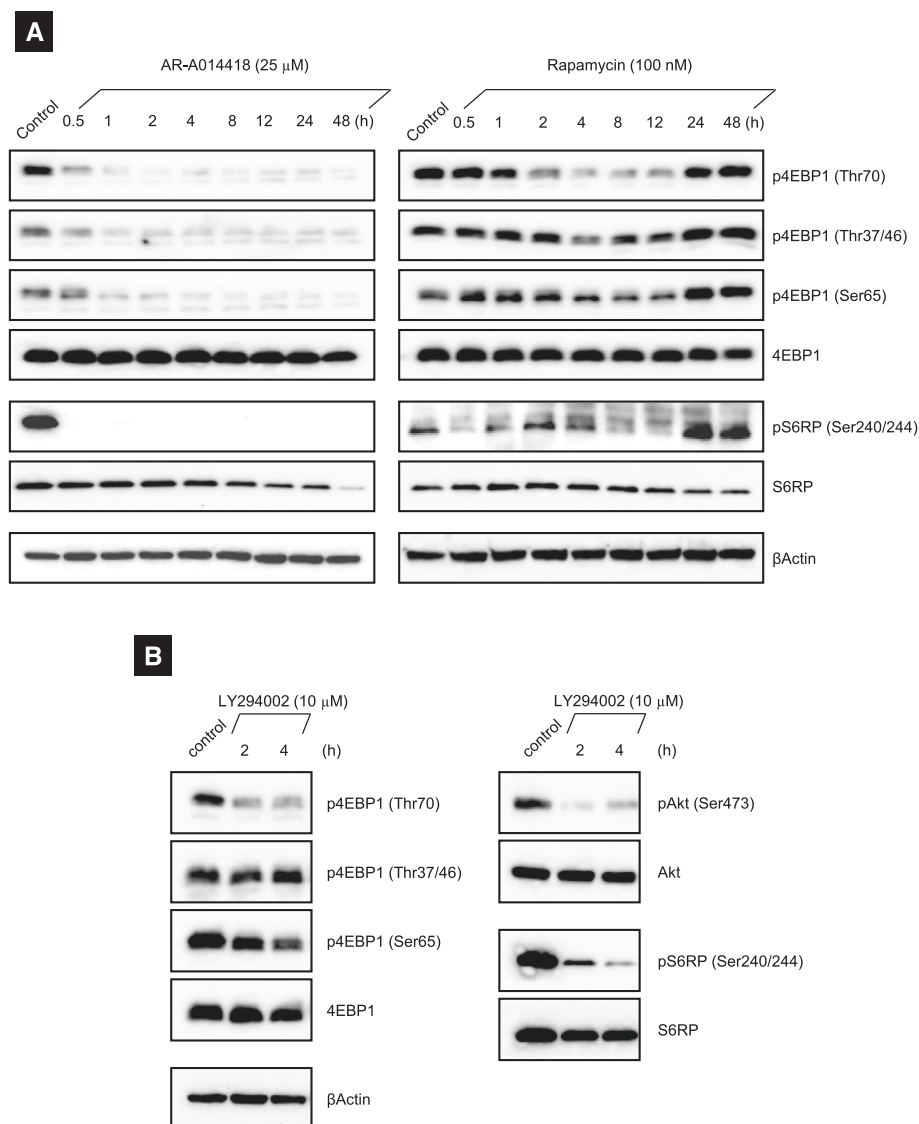 A
AR-A014418 (25 μM)
Rapamycin (100 nM)
Control 0.5 1 2 4 8 12 24 48 (h)
Control 0.5 1 2 4 8 12 24 48 (h)
p4EBP1 (Thr70)
p4EBP1 (Thr37/46)
p4EBP1 (Ser65)
4EBP1
pS6RP (Ser240/244)
S6RP
βActin
B
LY294002 (10 μM)
control 2 4 (h)
p4EBP1 (Thr70)
p4EBP1 (Thr37/46)
p4EBP1 (Ser65)
4EBP1
βActin
LY294002 (10 μM)
control 2 4 (h)
pAkt (Ser473)
Akt
pS6RP (Ser240/244)
S6RP